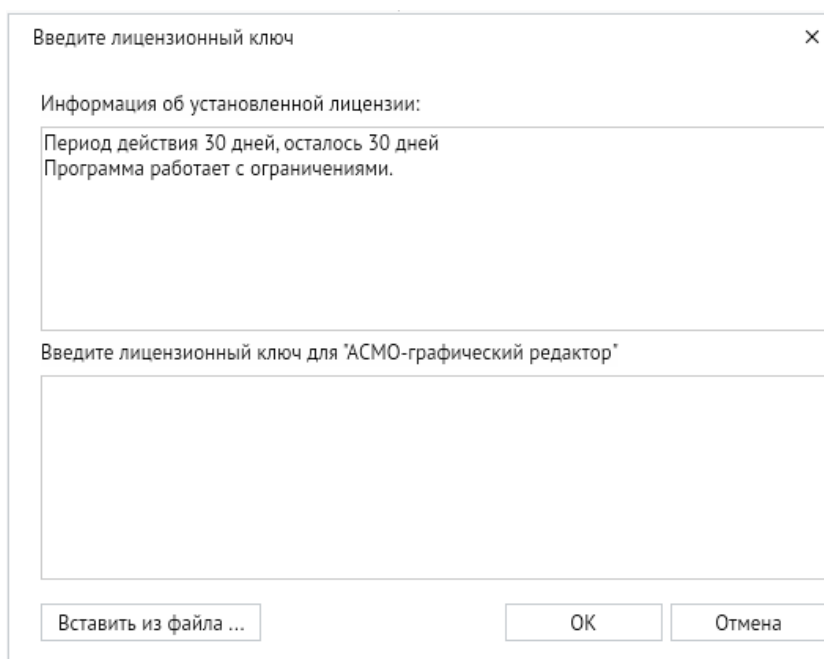 Введите лицензионный ключ
Информация об установленной лицензии:
Период действия 30 дней, осталось 30 дней
Программа работает с ограничениями.
Введите лицензионный ключ для "АСМО-графический редактор"
Вставить из файла ...
ОК
Отмена